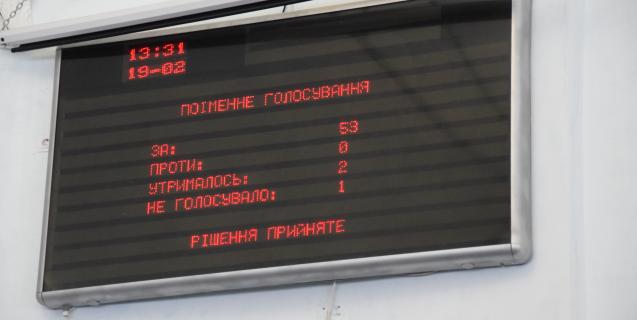 13:31
19-02
ПОІМЕННЕ ГОЛОСУВАННЯ
ЗА: 53
ПРОТИ: 0
УТРИМАЛОСЬ: 2
НЕ ГОЛОСУВАЛО: 1
РІШЕННЯ ПРИЙНЯТЕ